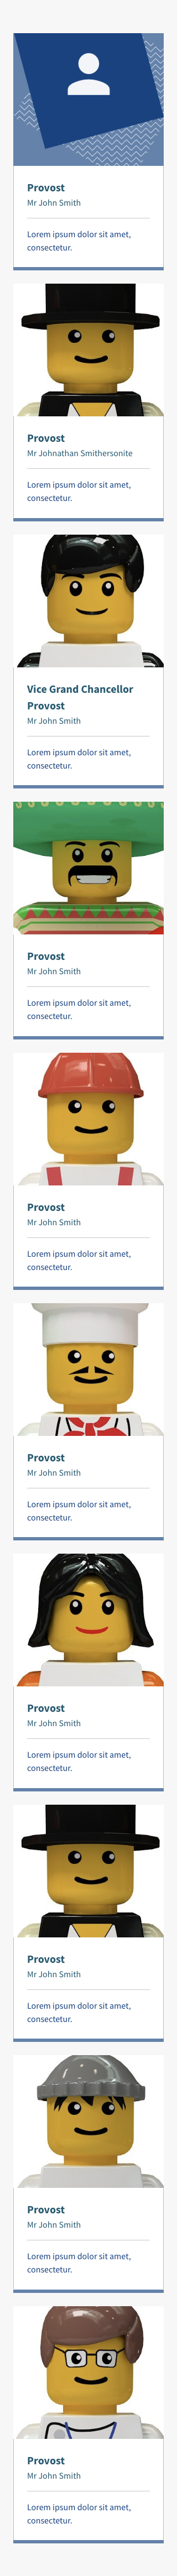 Provost
Mr John Smith
Lorem ipsum dolor sit amet,
consectetur.
Provost
Mr Johnathan Smithersonite
Lorem ipsum dolor sit amet,
consectetur.
Vice Grand Chancellor
Provost
Mr John Smith
Lorem ipsum dolor sit amet,
consectetur.
Provost
Mr John Smith
Lorem ipsum dolor sit amet,
consectetur.
Provost
Mr John Smith
Lorem ipsum dolor sit amet,
consectetur.
Provost
Mr John Smith
Lorem ipsum dolor sit amet,
consectetur.
Provost
Mr John Smith
Lorem ipsum dolor sit amet,
consectetur.
Provost
Mr John Smith
Lorem ipsum dolor sit amet,
consectetur.
Provost
Mr John Smith
Lorem ipsum dolor sit amet,
consectetur.
Provost
Mr John Smith
Lorem ipsum dolor sit amet,
consectetur.